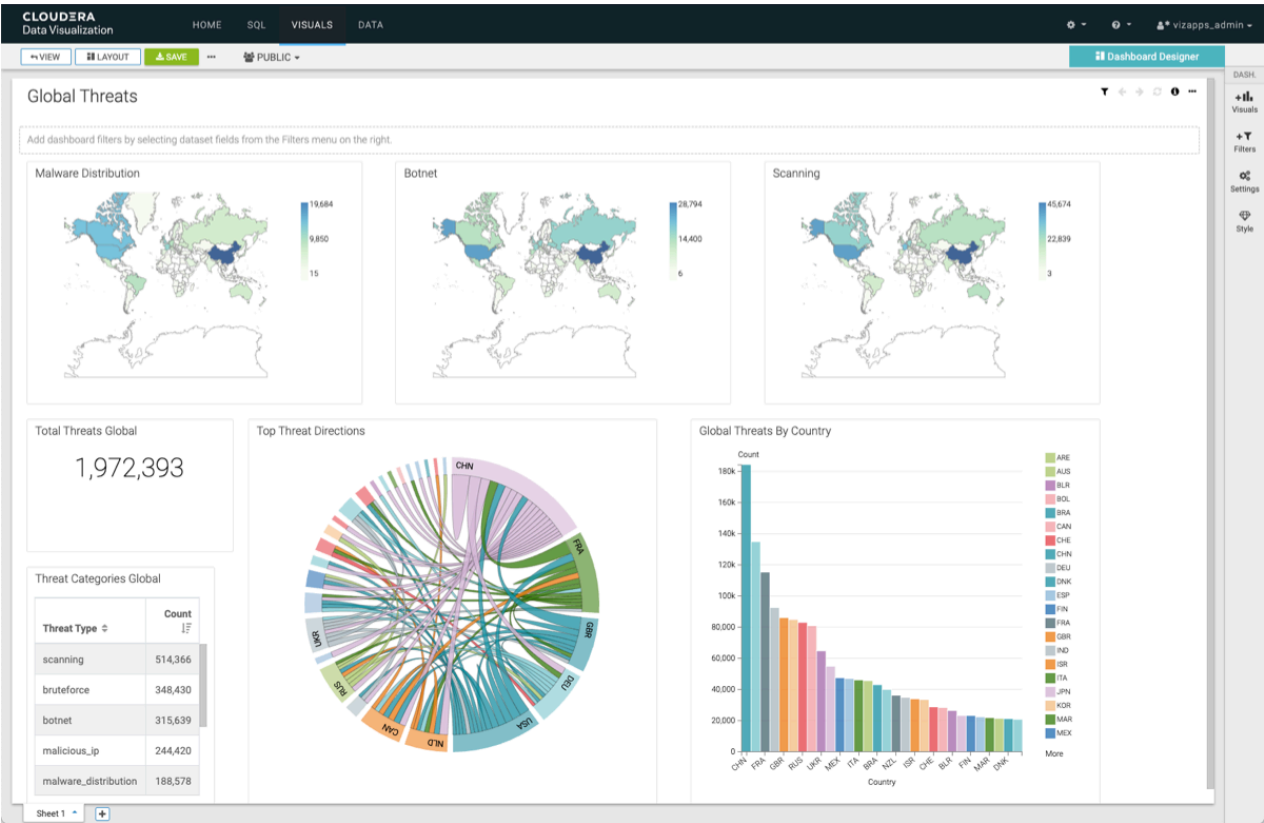 CLOUDERA
Data Visualization
HOME SQL VISUALS DATA
vizapps_admin
VIEW LAYOUT SAVE PUBLIC
Dashboard Designer
DASH.
Visuals
Filters
Settings
Style
Global Threats
Add dashboard filters by selecting dataset fields from the Filters menu on the right.
Malware Distribution
19,684
9,850
15
Botnet
28,794
14,400
6
Scanning
45,674
22,839
3
Total Threats Global
1,972,393
Threat Categories Global
Threat Type Count
scanning 514,366
bruteforce 348,430
botnet 315,639
malicious_ip 244,420
malware_distribution 188,578
Top Threat Directions
CHN
FRA
GBR
DEU
USA
NLD
CAN
RUS
UKR
Global Threats By Country
Count
180k
160k
140k
120k
100k
80,000
60,000
40,000
20,000
0
CHN FRA GBR RUS UKR MEX ITA BRA NZL ISR CHE BLR FIN MAR DNK
Country
ARE
AUS
BLR
BOL
BRA
CAN
CHE
CHN
DEU
DNK
ESP
FIN
FRA
GBR
IND
ISR
ITA
JPN
KOR
MAR
MEX
More
Sheet 1